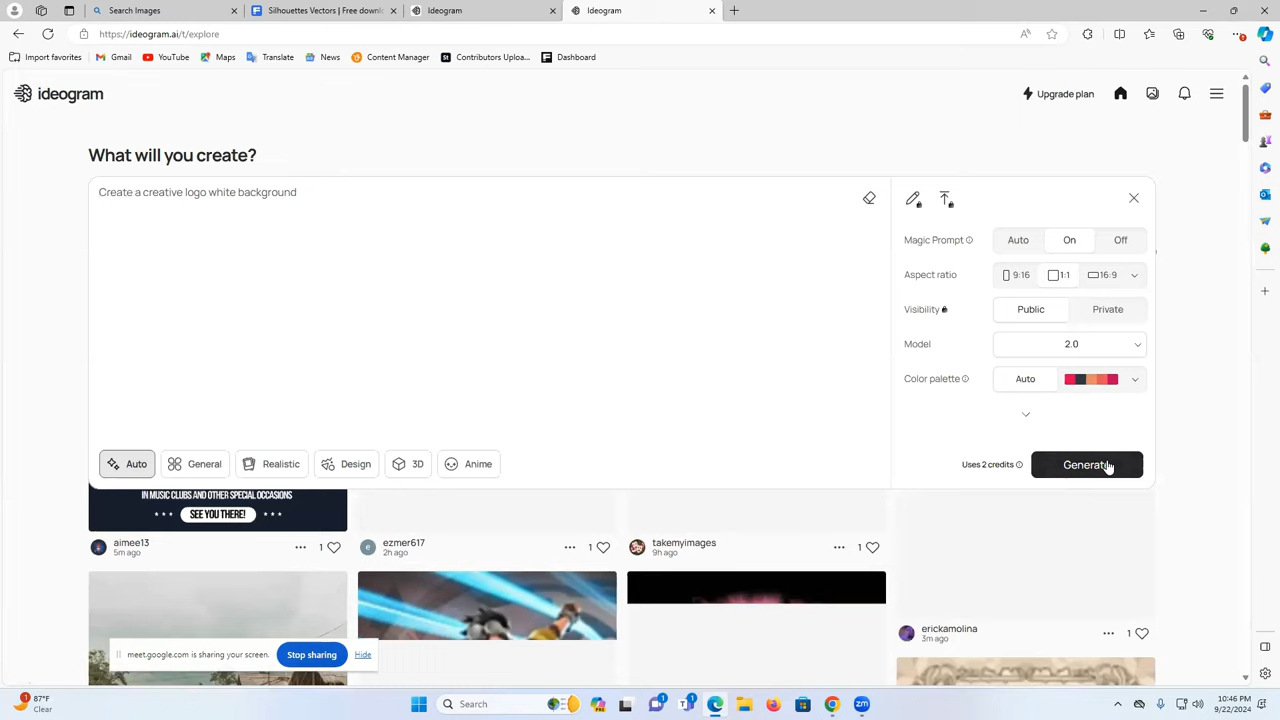 Search Images
Silhouettes Vectors | Free downl
Ideogram
Ideogram
https://ideogram.ai/t/explore
Import favorites
Gmail
YouTube
Maps
Translate
News
Content Manager
Contributors Uploa...
Dashboard
ideogram
Upgrade plan
What will you create?
Create a creative logo white background
Magic Prompt
Auto
On
Off
Aspect ratio
9:16
1:1
16:9
Visibility
Public
Private
Model
2.0
Color palette
Auto
Auto
General
Realistic
Design
3D
Anime
Uses 2 credits
Generate
IN MUSIC CLUBS AND OTHER SPECIAL OCCASIONS
SEE YOU THERE!
aimee13
5m ago
1
ezmer617
2h ago
1
takemyimages
9h ago
1
erickamolina
3m ago
1
meet.google.com is sharing your screen.
Stop sharing
Hide
87°F
Clear
Search
10:46 PM
9/22/2024